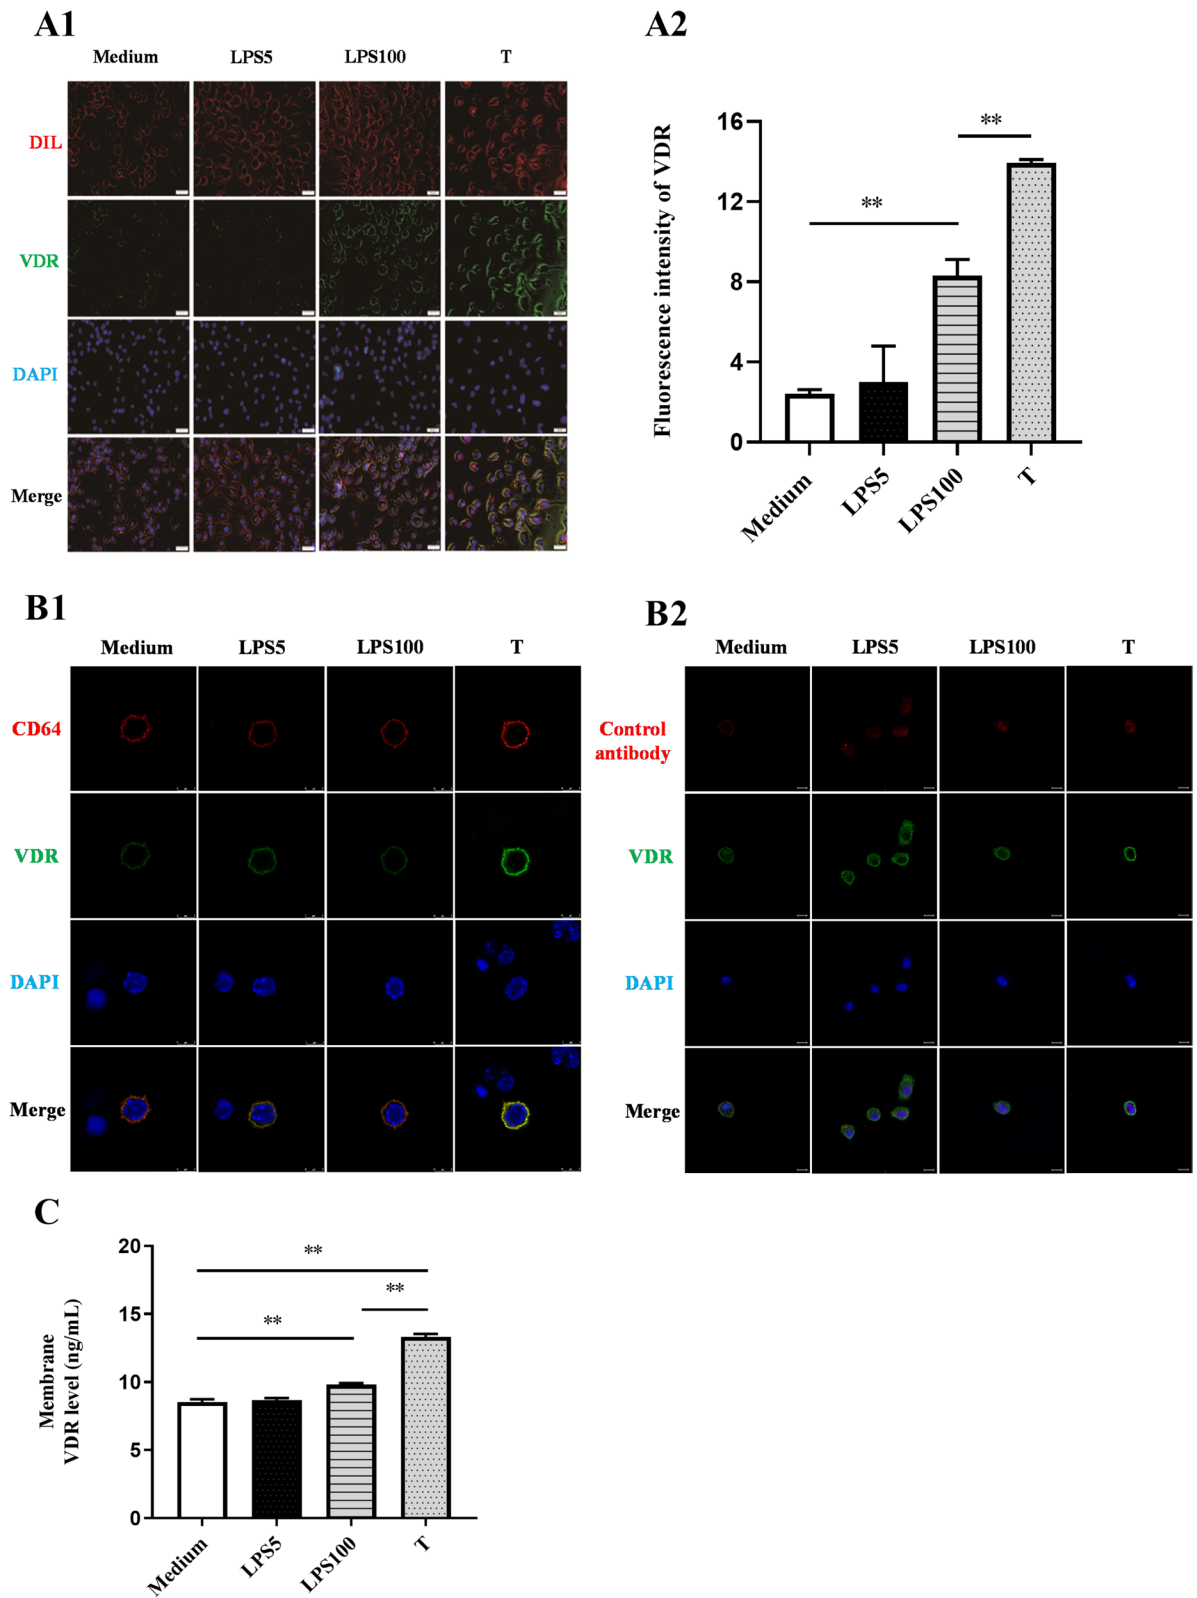 A1
Medium LPS5 LPS100 T
DIL
VDR
DAPI
Merge
A2
Fluorescence intensity of VDR
16
12
8
4
0
**
**
Medium LPS5 LPS100 T
B1
Medium LPS5 LPS100 T
CD64
VDR
DAPI
Merge
B2
Medium LPS5 LPS100 T
Control
antibody
VDR
DAPI
Merge
C
Membrane
VDR level (ng/mL)
20
15
10
5
0
**
**
**
Medium LPS5 LPS100 T